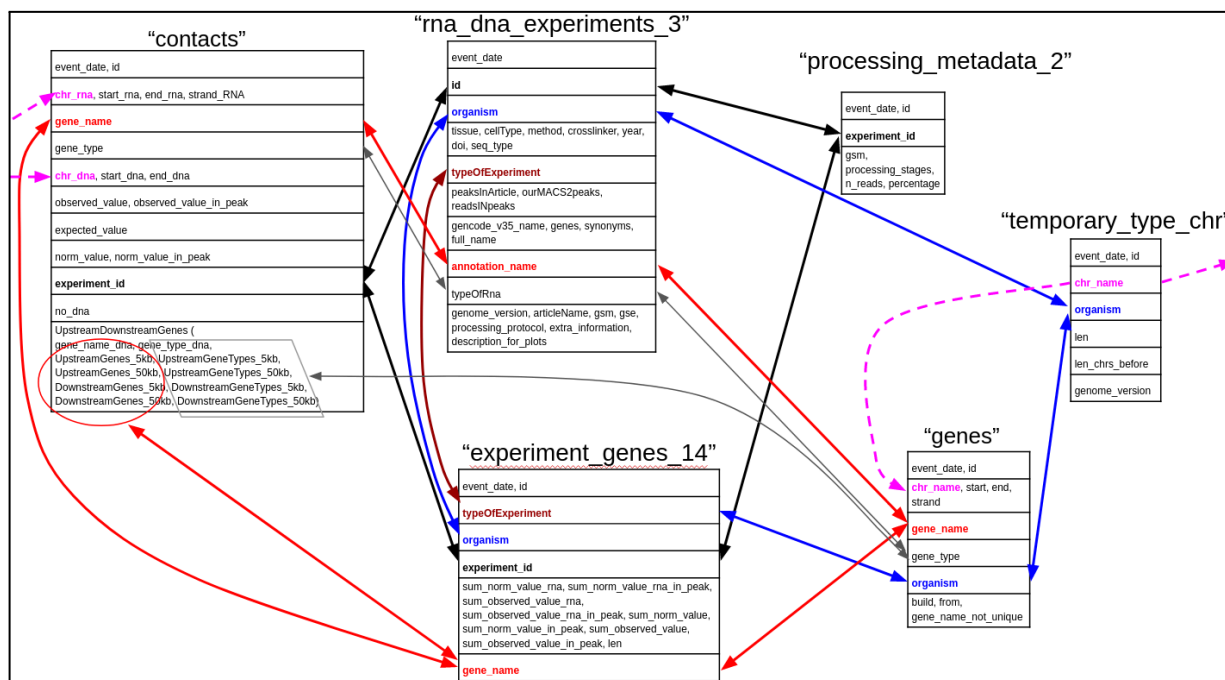 “contacts”
event_date, id
chr_rna, start_rna, end_rna, strand_RNA
gene_name
gene_type
chr_dna, start_dna, end_dna
observed_value, observed_value_in_peak
expected_value
norm_value, norm_value_in_peak
experiment_id
no_dna
UpstreamDownstreamGenes (
gene_name_dna, gene_type_dna,
UpstreamGenes_5kb, UpstreamGeneTypes_5kb,
UpstreamGenes_50kb, UpstreamGeneTypes_50kb,
DownstreamGenes_5kb, DownstreamGeneTypes_5kb,
DownstreamGenes_50kb, DownstreamGeneTypes_50kb)
“rna_dna_experiments_3”
event_date
id
organism
tissue, cellType, method, crosslinker, year,
doi, seq_type
typeOfExperiment
peaksInArticle, ourMACS2peaks,
readsINpeaks
gencode_v35_name, genes, synonyms,
full_name
annotation_name
typeOfRna
genome_version, articleName, gsm, gse,
processing_protocol, extra_information,
description_for_plots
“processing_metadata_2”
event_date, id
experiment_id
gsm,
processing_stages,
n_reads, percentage
“temporary_type_chr”
event_date, id
chr_name
organism
len
len_chrs_before
genome_version
“experiment_genes_14”
event_date, id
typeOfExperiment
organism
experiment_id
sum_norm_value_rna, sum_norm_value_rna_in_peak,
sum_observed_value_rna,
sum_observed_value_rna_in_peak, sum_norm_value,
sum_norm_value_in_peak, sum_observed_value,
sum_observed_value_in_peak, len
gene_name
“genes”
event_date, id
chr_name, start, end,
strand
gene_name
gene_type
organism
build, from,
gene_name_not_unique